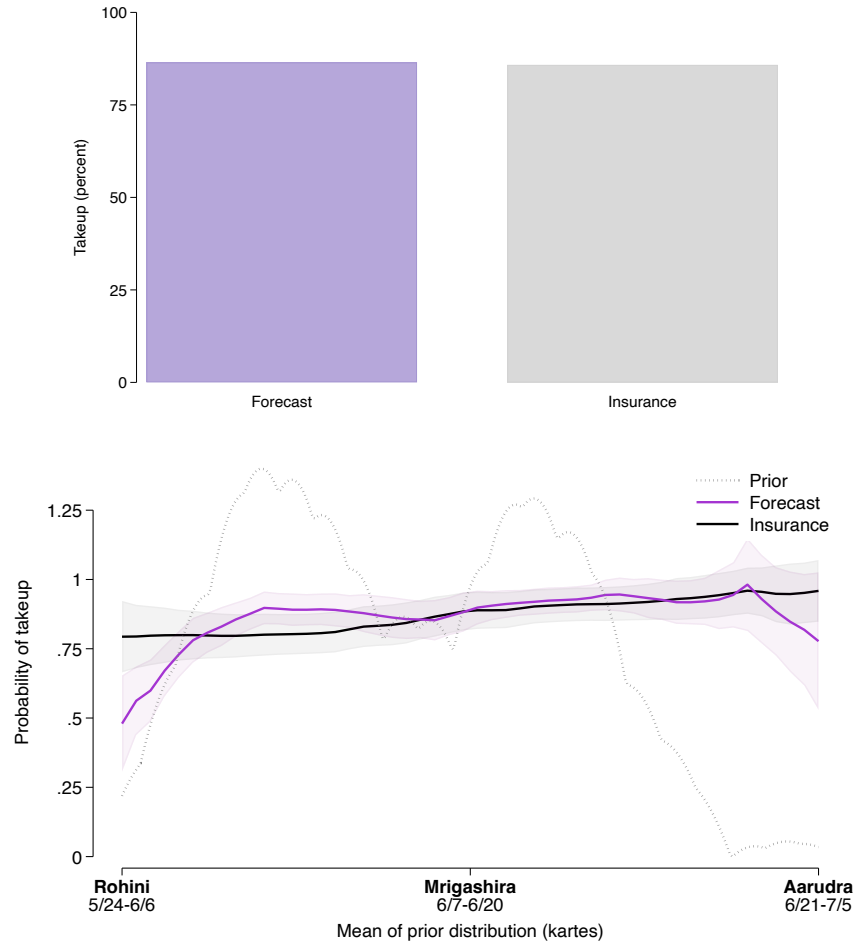 100
75
50
25
0
Takeup (percent)
Forecast
Insurance
Prior
Forecast
Insurance
1.25
1
.75
.5
.25
0
Probability of takeup
Rohini
5/24-6/6
Mrigashira
6/7-6/20
Aarudra
6/21-7/5
Mean of prior distribution (kartes)